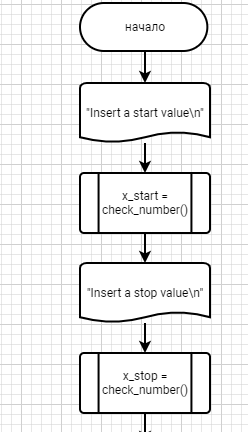 начало
"Insert a start value\n"
x_start =
check_number()
"Insert a stop value\n"
x_stop =
check_number()